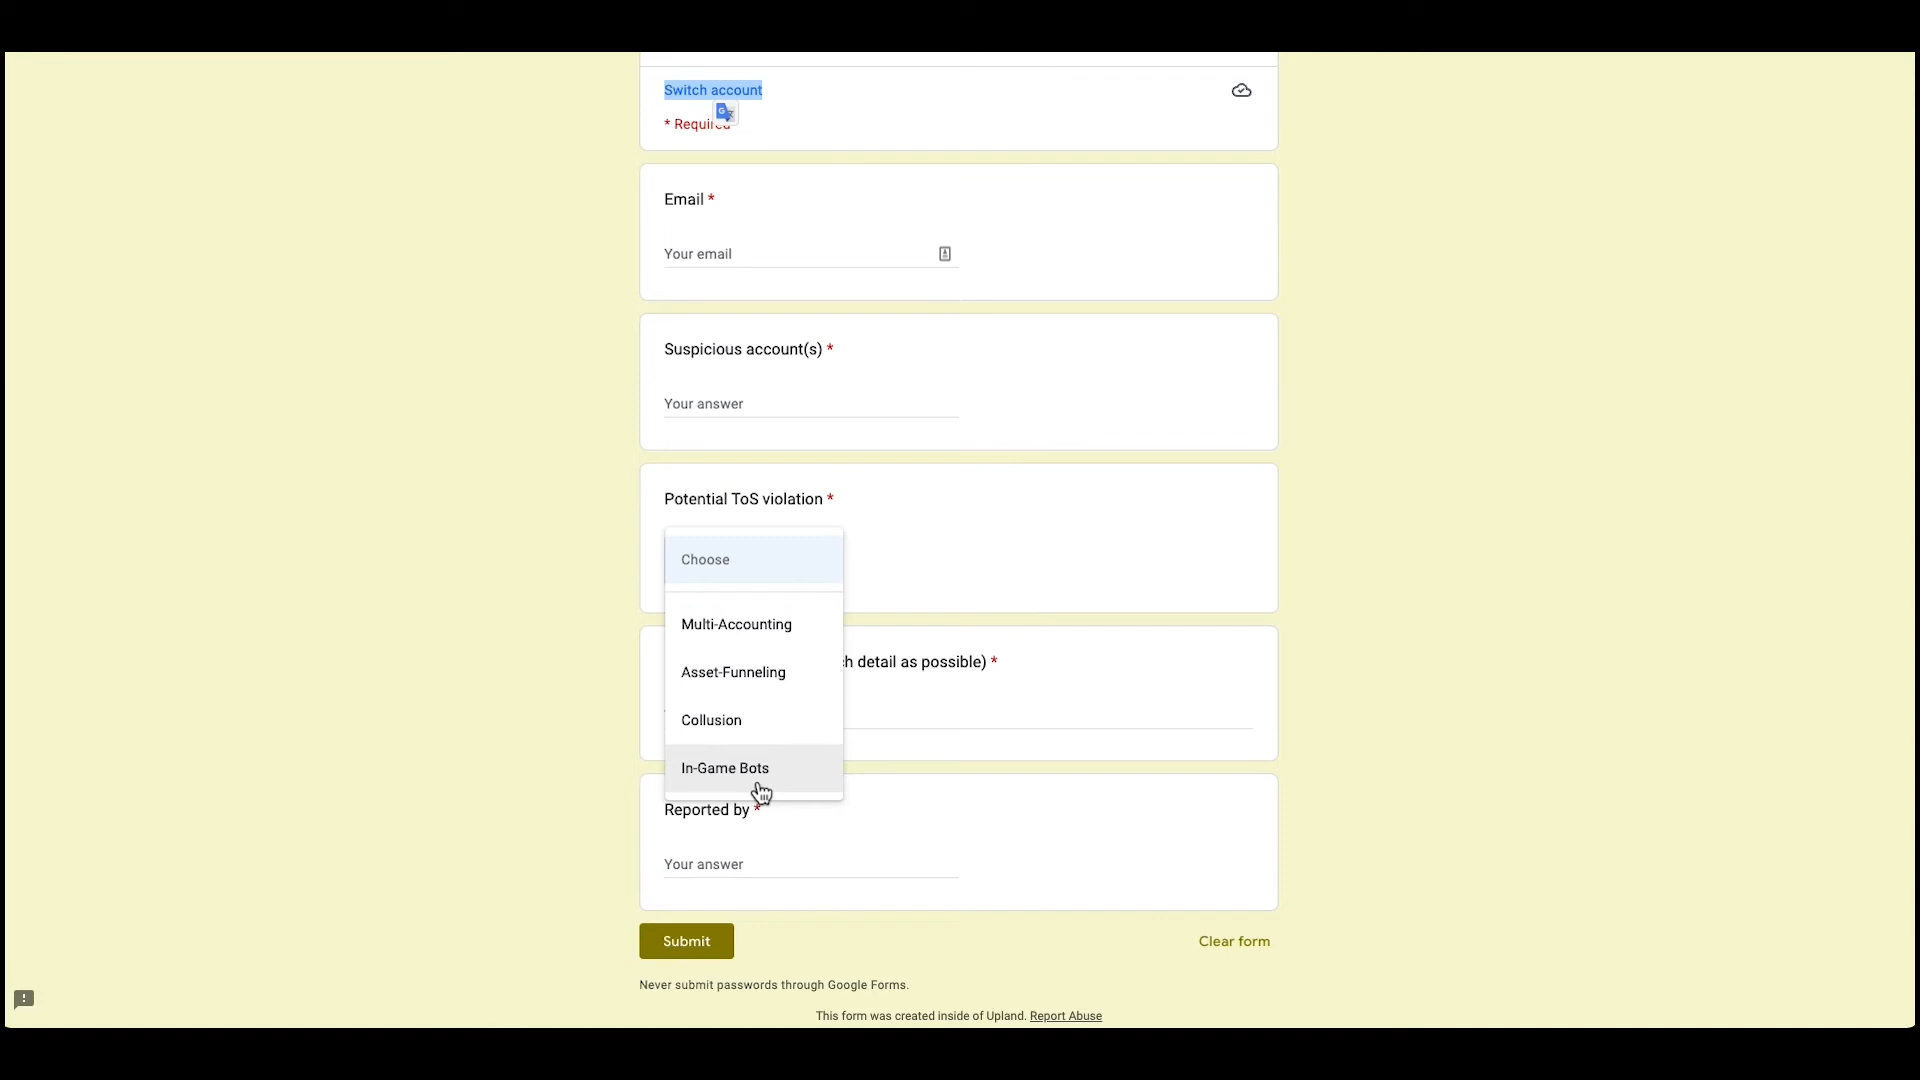 Switch account
* Required
Email *
Your email
Suspicious account(s) *
Your answer
Potential ToS violation *
Choose
Multi-Accounting
Asset-Funneling
Collusion
In-Game Bots
detail as possible) *
Reported by *
Your answer
Submit
Clear form
Never submit passwords through Google Forms.
This form was created inside of Upland. Report Abuse